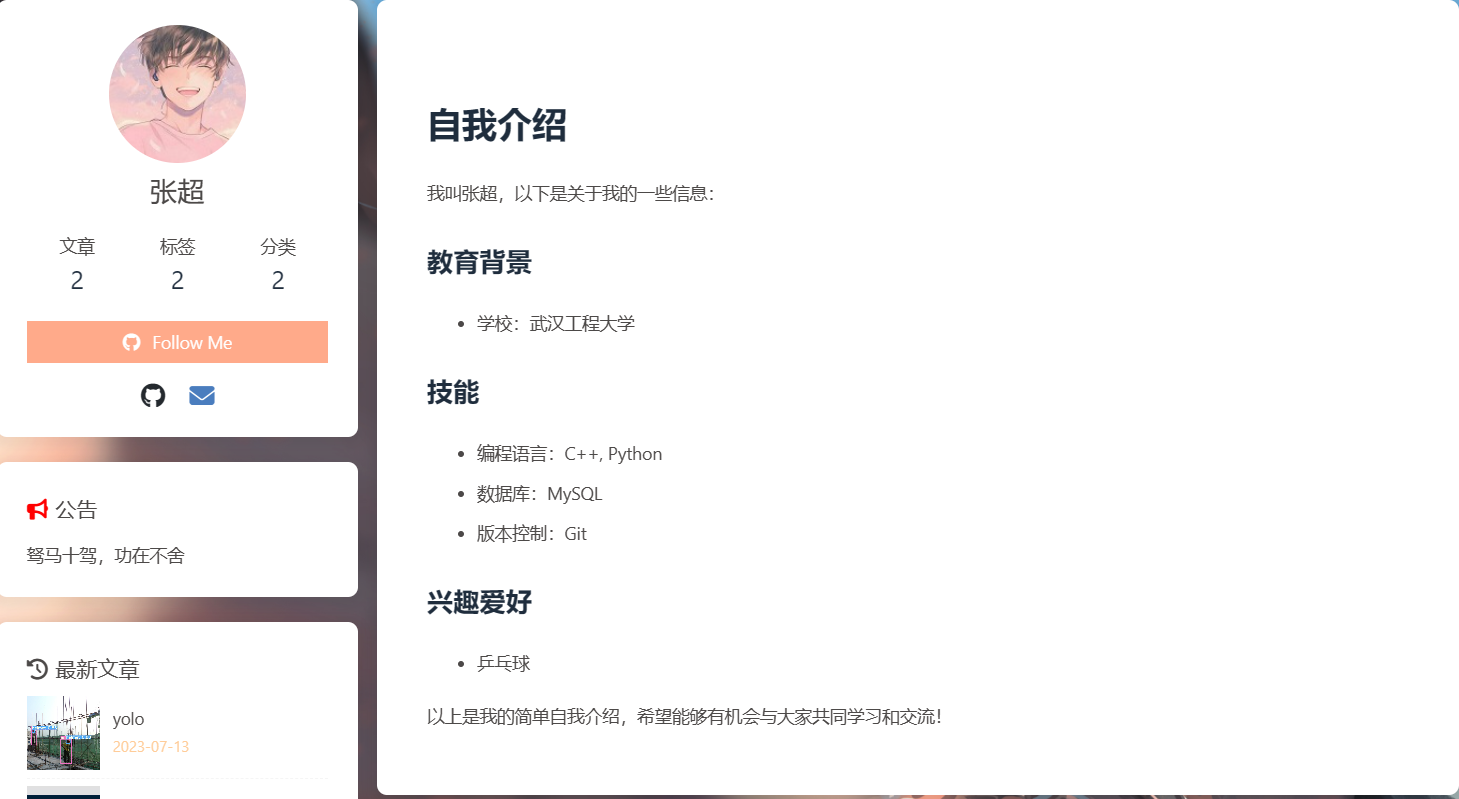 张超
文章 标签 分类
2 2 2
Follow Me
公告
驽马十驾，功在不舍
最新文章
yolo
2023-07-13
自我介绍
我叫张超，以下是关于我的一些信息：
教育背景
学校：武汉工程大学
技能
编程语言：C++, Python
数据库：MySQL
版本控制：Git
兴趣爱好
乒乓球
以上是我的简单自我介绍，希望能够有机会与大家共同学习和交流！